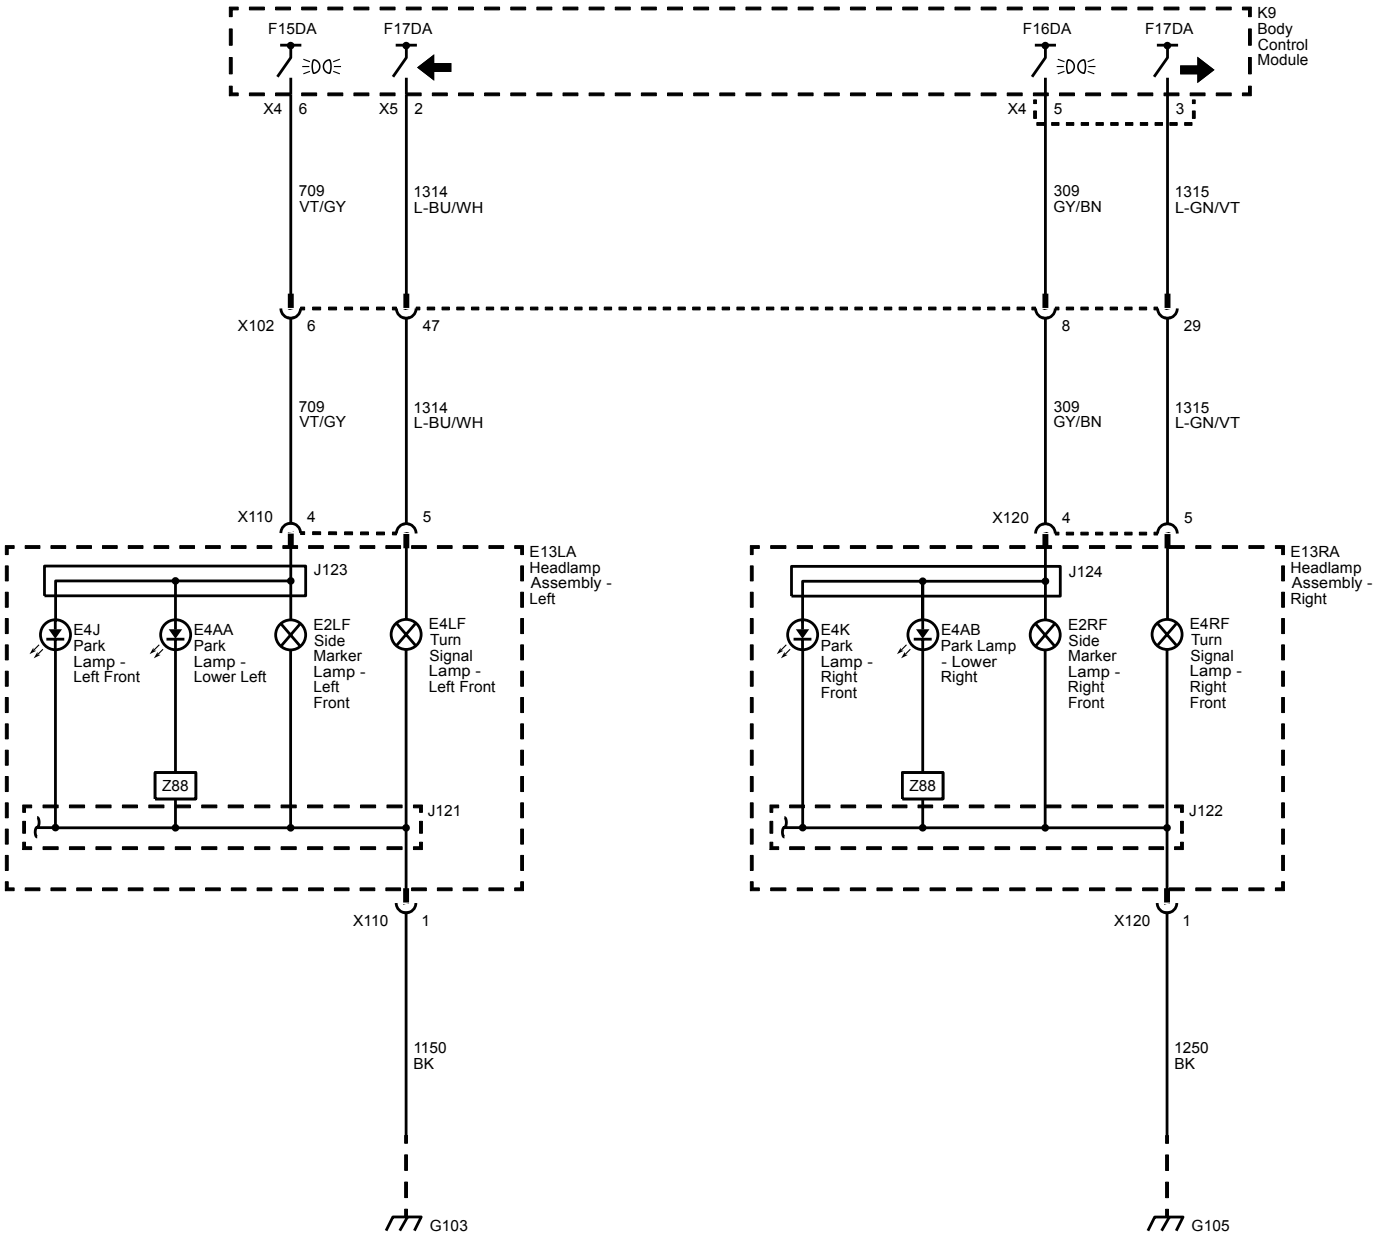 F15DA
F17DA
F16DA
F17DA
K9
Body
Control
Module
X4 6
X5 2
X4 5
3
709
VT/GY
1314
L-BU/WH
309
GY/BN
1315
L-GN/VT
X102 6
47
8
29
709
VT/GY
1314
L-BU/WH
309
GY/BN
1315
L-GN/VT
X110 4
5
X120 4
5
E13LA
Headlamp
Assembly -
Left
E13RA
Headlamp
Assembly -
Right
J123
J124
E4J
Park
Lamp -
Left Front
E4AA
Park
Lamp -
Lower Left
E2LF
Side
Marker
Lamp -
Left
Front
E4LF
Turn
Signal
Lamp -
Left Front
E4K
Park
Lamp -
Right
Front
E4AB
Park Lamp
- Lower
Right
E2RF
Side
Marker
Lamp -
Right
Front
E4RF
Turn
Signal
Lamp -
Right
Front
Z88
Z88
J121
J122
X110 1
X120 1
1150
BK
1250
BK
G103
G105